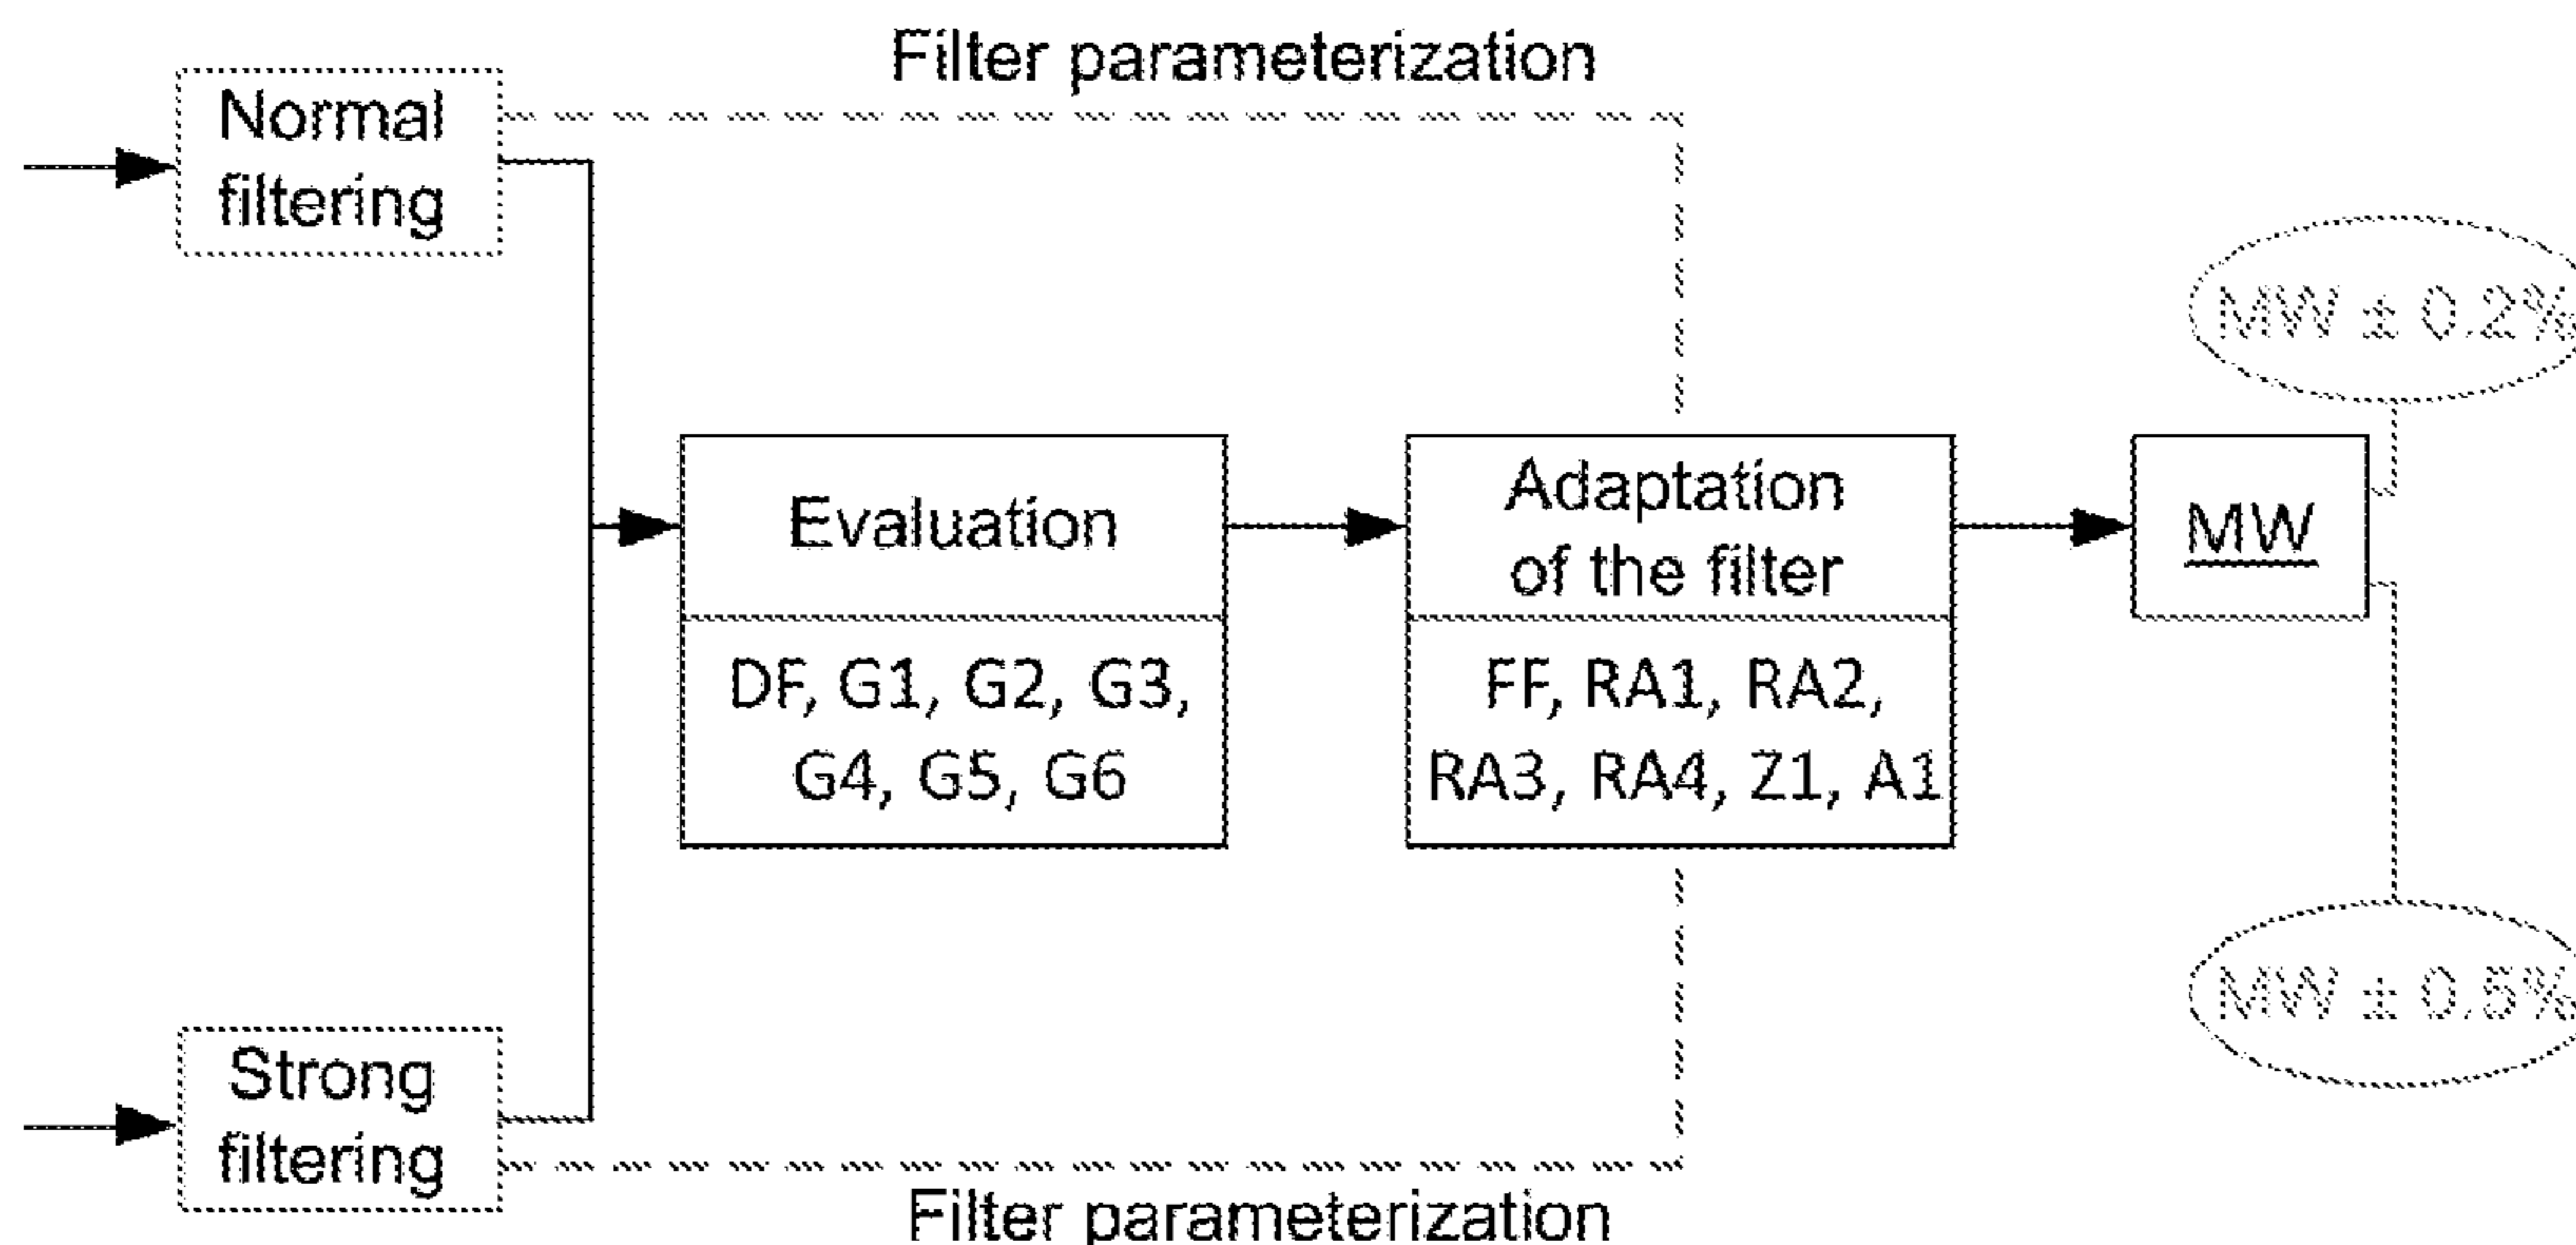 Filter parameterization
Normal
filtering
MW ± 0.2%
Evaluation
DF, G1, G2, G3,
G4, G5, G6
Adaptation
of the filter
FF, RA1, RA2,
RA3, RA4, Z1, A1
MW
MW ± 0.5%
Strong
filtering
Filter parameterization